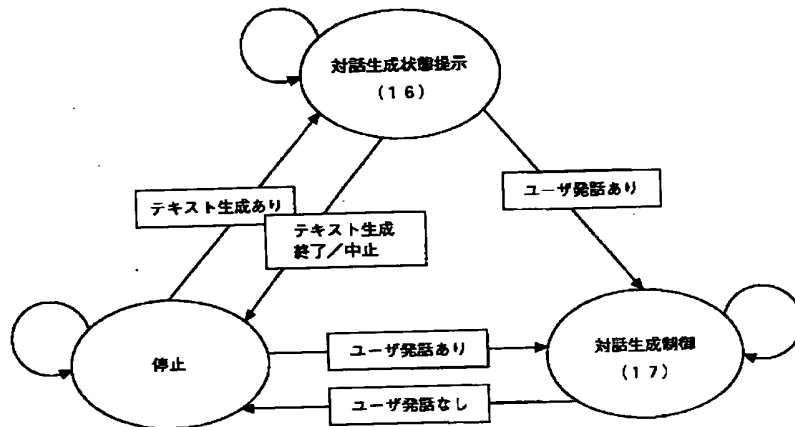 対話生成状態提示
(16)
テキスト生成あり
ユーザ発話あり
テキスト生成
終了/中止
停止
ユーザ発話あり
対話生成制御
(17)
ユーザ発話なし